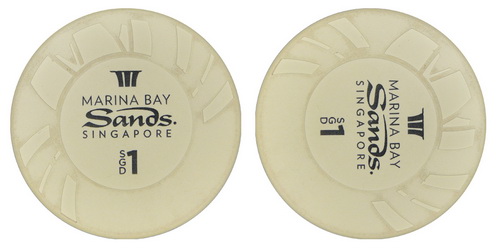 MARINA BAY
Sands.
SINGAPORE
SGD 1
MARINA BAY
Sands.
SINGAPORE
SGD 1